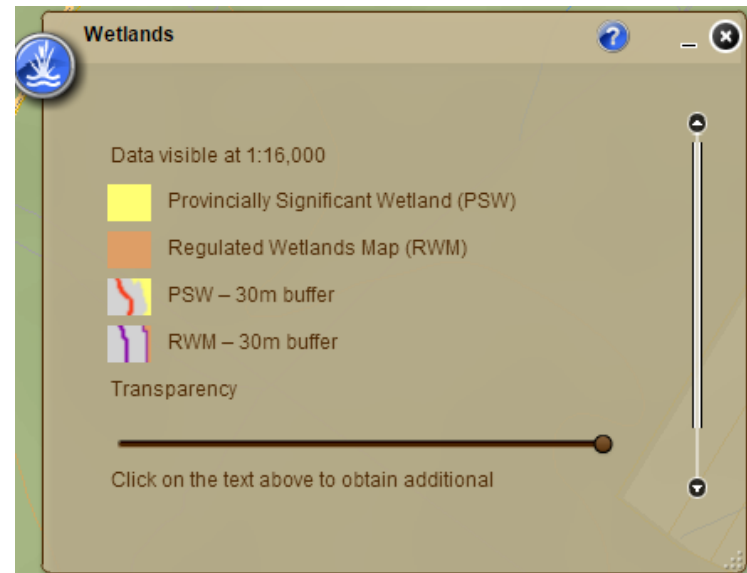 Wetlands
?
Data visible at 1:16,000
Provincially Significant Wetland (PSW)
Regulated Wetlands Map (RWM)
PSW – 30m buffer
RWM – 30m buffer
Transparency
Click on the text above to obtain additional